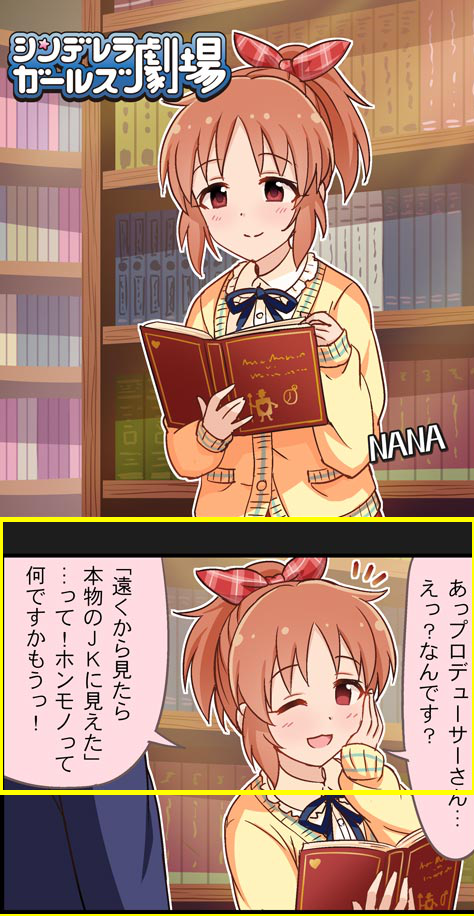 シンデレラ
ガールズ劇場
NANA
あっプロデューサーさん…
えっ？なんです？
「遠くから見たら
本物のＪＫに見えた」
…って！ホンモノって
何ですかもうっ！